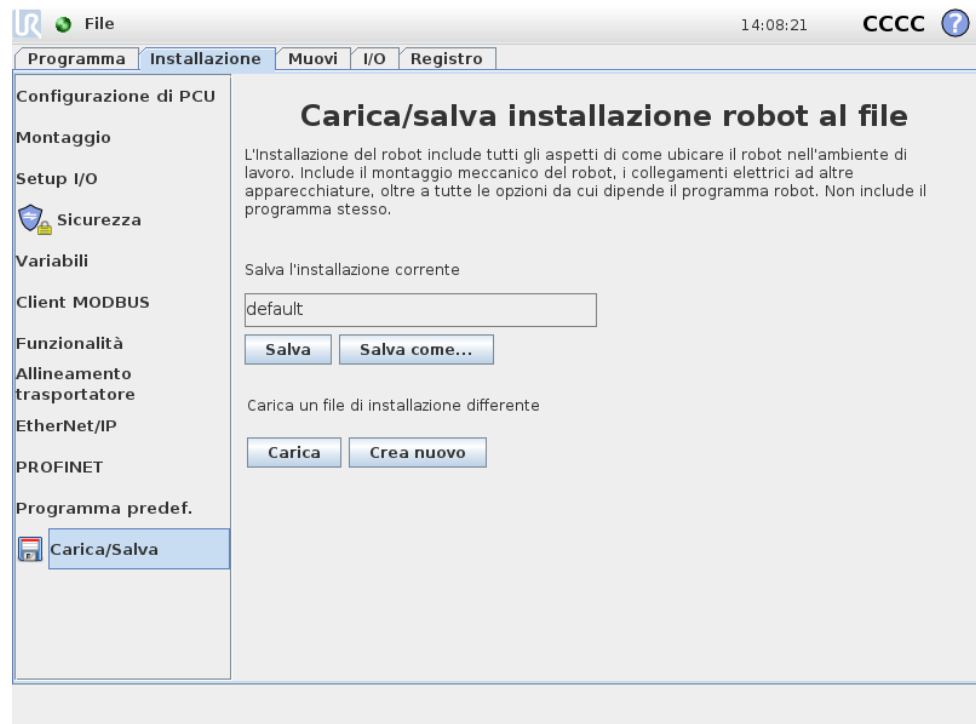 UR File 14:08:21 CCCC ?
Programma Installazione Muovi I/O Registro
Configurazione di PCU
Montaggio
Setup I/O
Sicurezza
Variabili
Client MODBUS
Funzionalità
Allineamento
trasportatore
EtherNet/IP
PROFINET
Programma predef.
Carica/Salva
Carica/salva installazione robot al file
L'Installazione del robot include tutti gli aspetti di come ubicare il robot nell'ambiente di
lavoro. Include il montaggio meccanico del robot, i collegamenti elettrici ad altre
apparecchiature, oltre a tutte le opzioni da cui dipende il programma robot. Non include il
programma stesso.
Salva l'installazione corrente
default
Salva Salva come...
Carica un file di installazione differente
Carica Crea nuovo